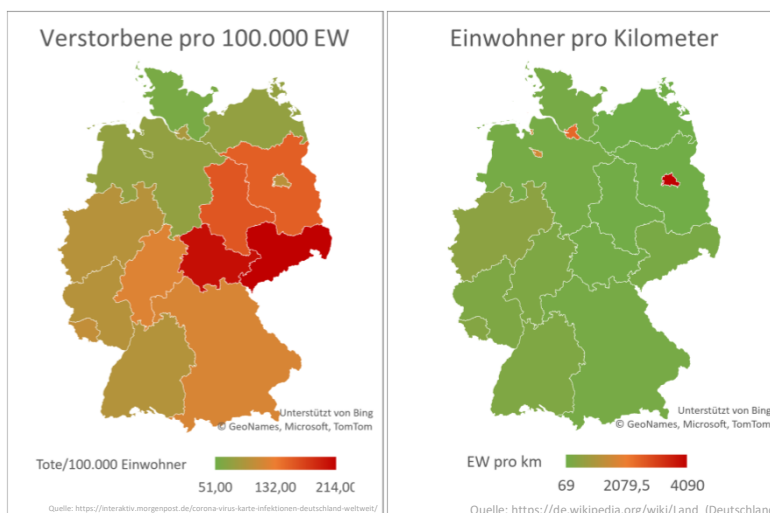 Verstorbene pro 100.000 EW
Unterstützt von Bing
© GeoNames, Microsoft, TomTom
Tote/100.000 Einwohner
51,00 132,00 214,00
Quelle: https://interaktiv.morgenpost.de/corona-virus-karte-infektionen-deutschland-weltweit/
Einwohner pro Kilometer
Unterstützt von Bing
© GeoNames, Microsoft, TomTom
EW pro km
69 2079,5 4090
Quelle: https://de.wikipedia.org/wiki/Land_(Deutschland